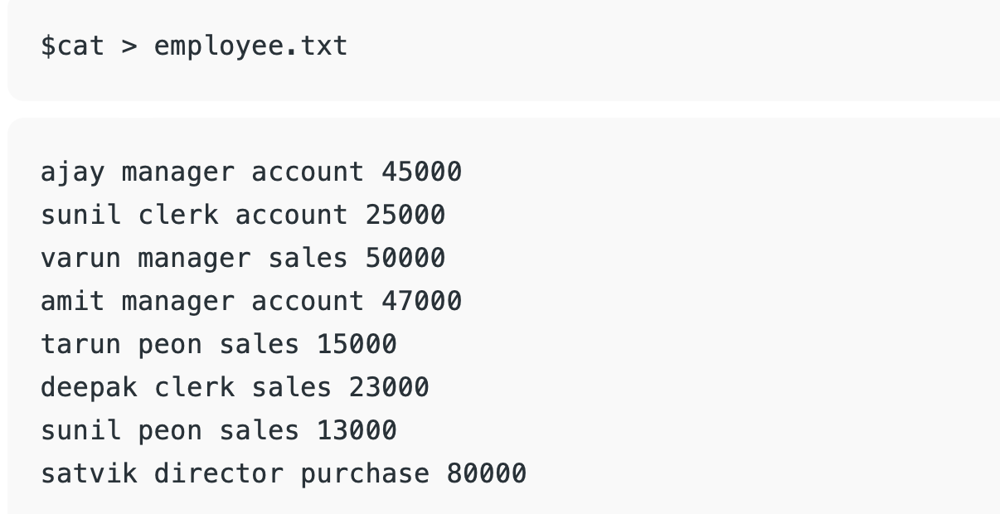 $cat > employee.txt
ajay manager account 45000
sunil clerk account 25000
varun manager sales 50000
amit manager account 47000
tarun peon sales 15000
deepak clerk sales 23000
sunil peon sales 13000
satvik director purchase 80000